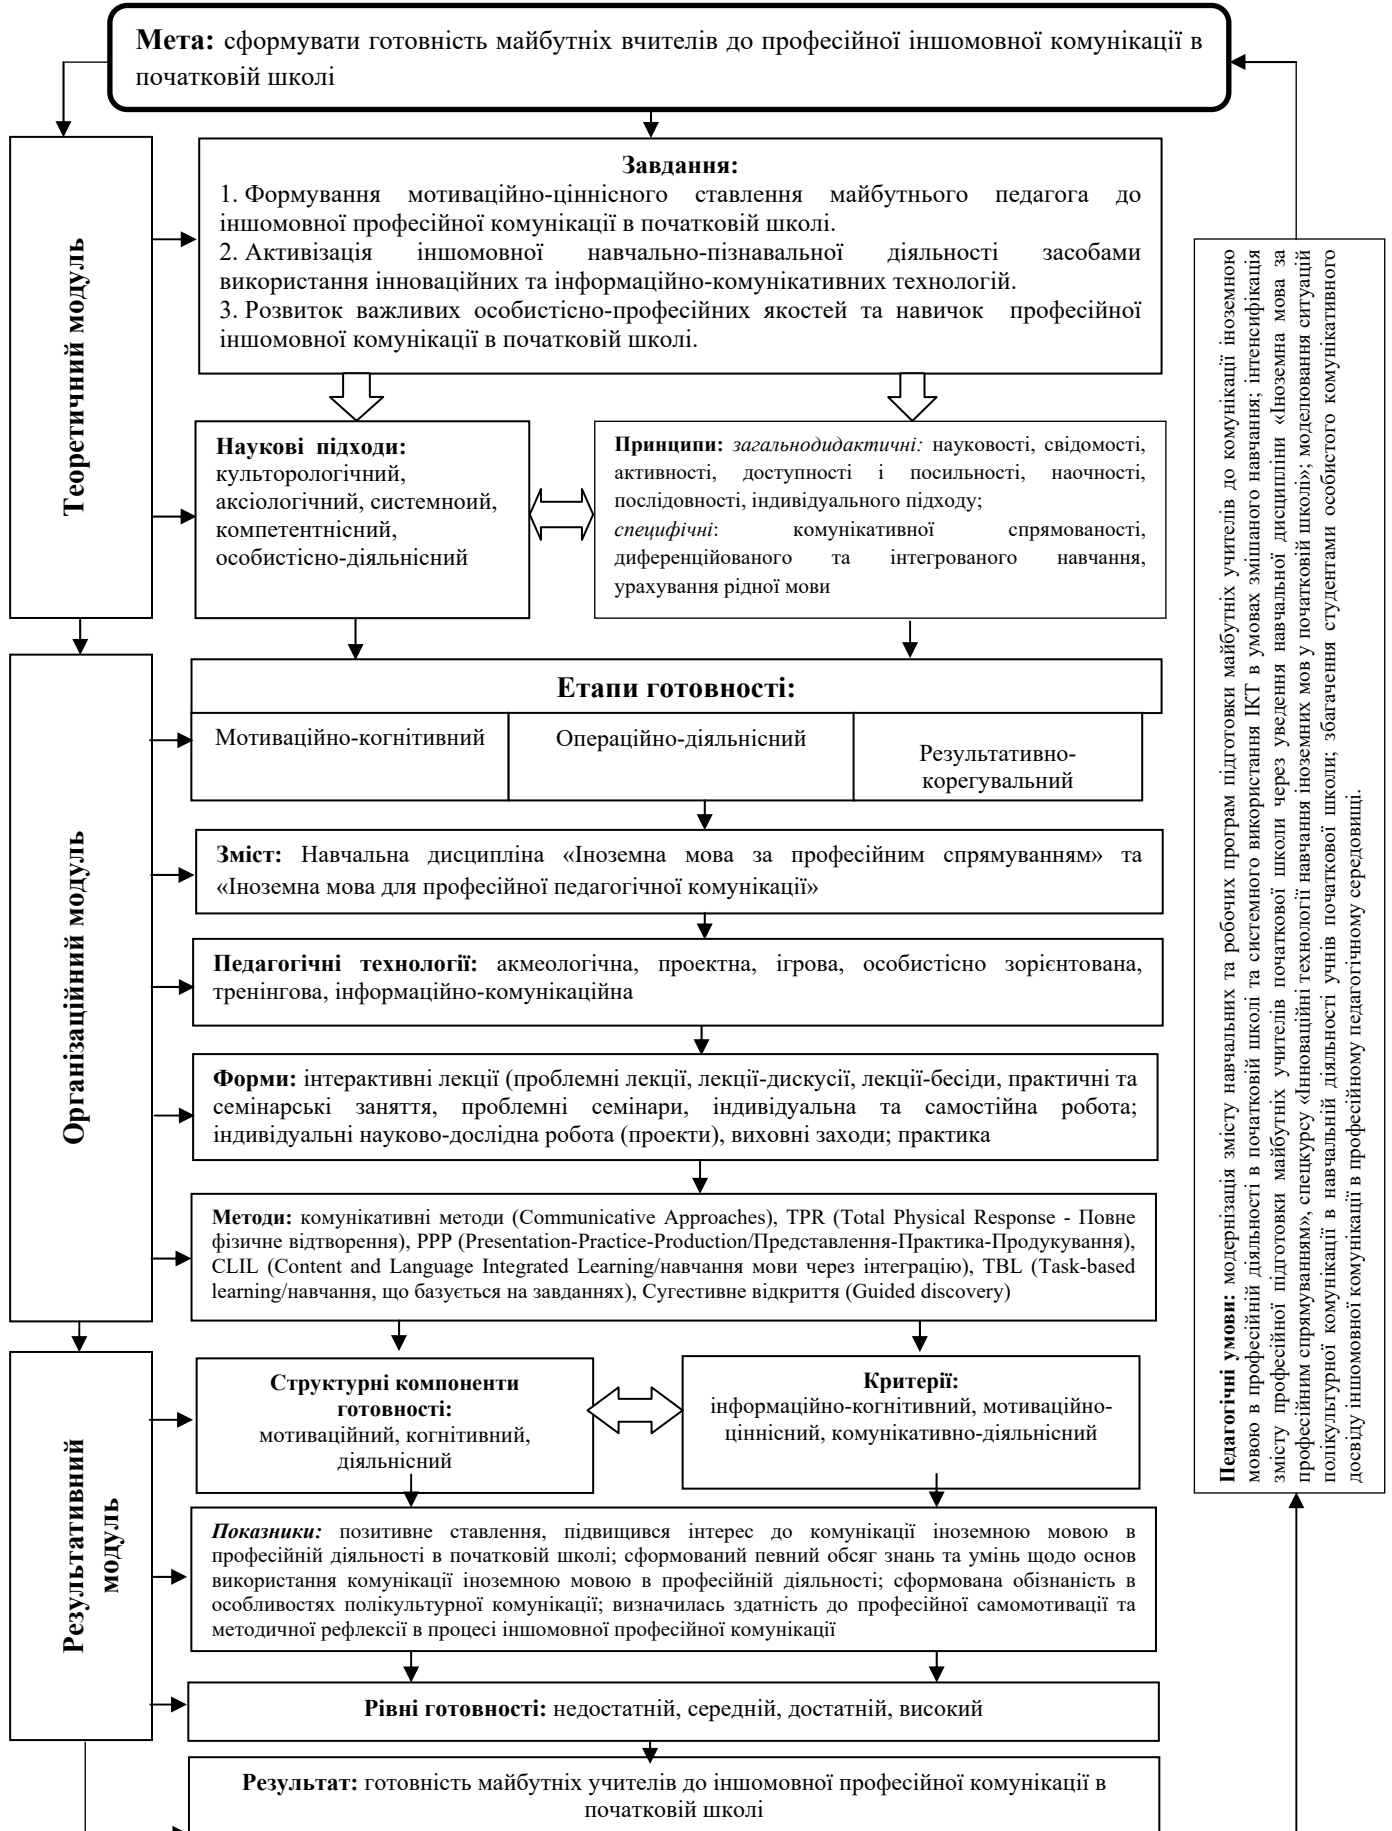 Мета: сформувати готовність майбутніх вчителів до професійної іншомовної комунікації в
початковій школі
Теоретичний модуль
Завдання:
1. Формування мотиваційно-ціннісного ставлення майбутнього педагога до
іншомовної професійної комунікації в початковій школі.
2. Активізація іншомовної навчально-пізнавальної діяльності засобами
використання інноваційних та інформаційно-комунікативних технологій.
3. Розвиток важливих особистісно-професійних якостей та навичок професійної
іншомовної комунікації в початковій школі.
Наукові підходи:
культорологічний,
аксіологічний, системноий,
компетентнісний,
особистісно-діяльнісний
Принципи: загальнодидактичні: науковості, свідомості,
активності, доступності і посильності, наочності,
послідовності, індивідуального підходу;
специфічні: комунікативної спрямованості,
диференційованого та інтегрованого навчання,
урахування рідної мови
Організаційний модуль
Етапи готовності:
Мотиваційно-когнітивний
Операційно-діяльнісний
Результативно-
корегувальний
Зміст: Навчальна дисципліна «Іноземна мова за професійним спрямуванням» та
«Іноземна мова для професійної педагогічної комунікації»
Педагогічні технології: акмеологічна, проектна, ігрова, особистісно зорієнтована,
тренінгова, інформаційно-комунікаційна
Форми: інтерактивні лекції (проблемні лекції, лекції-дискусії, лекції-бесіди, практичні та
семінарські заняття, проблемні семінари, індивідуальна та самостійна робота;
індивідуальні науково-дослідна робота (проекти), виховні заходи; практика
Методи: комунікативні методи (Communicative Approaches), TPR (Total Physical Response - Повне
фізичне відтворення), PPP (Presentation-Practice-Production/Представлення-Практика-Продукування),
CLIL (Content and Language Integrated Learning/навчання мови через інтеграцію), TBL (Task-based
learning/навчання, що базується на завданнях), Сугестивне відкриття (Guided discovery)
Результативний
модуль
Структурні компоненти
готовності:
мотиваційний, когнітивний,
діяльнісний
Критерії:
інформаційно-когнітивний, мотиваційно-
ціннісний, комунікативно-діяльнісний
Показники: позитивне ставлення, підвищився інтерес до комунікації іноземною мовою в
професійній діяльності в початковій школі; сформований певний обсяг знань та умінь щодо основ
використання комунікації іноземною мовою в професійній діяльності; сформована обізнаність в
особливостях полікультурної комунікації; визначилась здатність до професійної самомотивації та
методичної рефлексії в процесі іншомовної професійної комунікації
Рівні готовності: недостатній, середній, достатній, високий
Результат: готовність майбутніх учителів до іншомовної професійної комунікації в
початковій школі
Педагогічні умови: модернізація змісту навчальних та робочих програм підготовки майбутніх учителів до комунікації іноземною
мовою в професійній діяльності в початковій школі та системного використання ІКТ в умовах змішаного навчання; інтенсифікація
змісту професійної підготовки майбутніх учителів початкової школи через уведення навчальної дисципліни «Іноземна мова за
професійним спрямуванням», спецкурсу «Інноваційні технології навчання іноземних мов у початковій школі»; моделювання ситуацій
полікультурної комунікації в навчальній діяльності учнів початкової школи; збагачення студентами особистого комунікативного
досвіду іншомовної комунікації в професійному педагогічному середовищі.